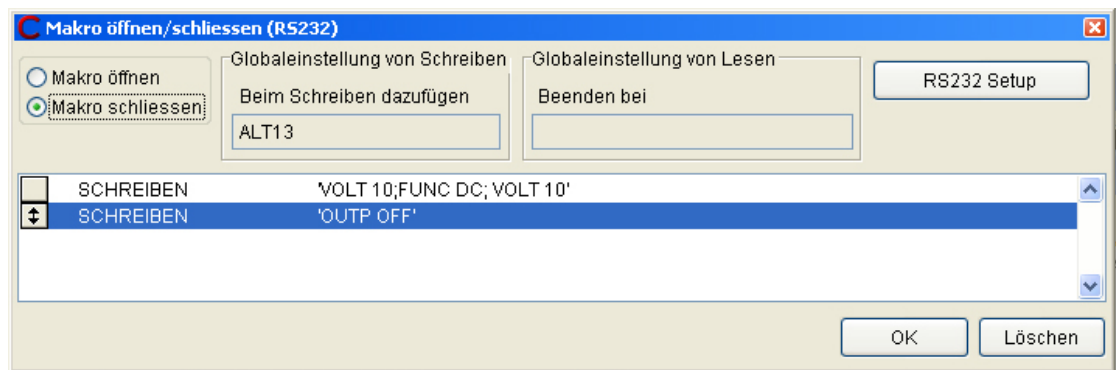 Makro öffnen/schliessen (RS232)
Makro öffnen
Makro schliessen
Globaleinstellung von Schreiben
Beim Schreiben dazufügen
ALT13
Globaleinstellung von Lesen
Beenden bei
RS232 Setup
SCHREIBEN 'VOLT 10;FUNC DC; VOLT 10'
SCHREIBEN 'OUTP OFF'
OK
Löschen